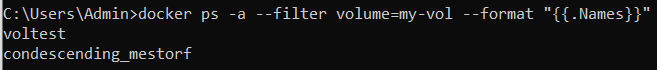 C:\Users\Admin>docker ps -a --filter volume=my-vol --format "{{.Names}}"
voltest
condescending_mestorf